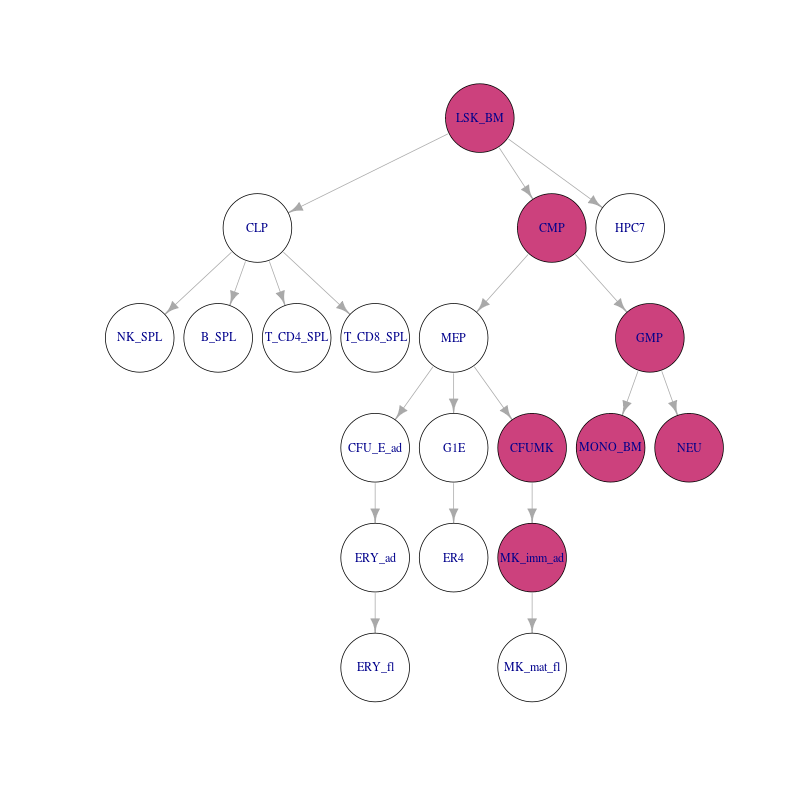 LSK_BM
CLP
CMP
HPC7
NK_SPL
B_SPL
T_CD4_SPL
T_CD8_SPL
MEP
GMP
CFU_E_ad
G1E
CFUMK
MONO_BM
NEU
ERY_ad
ER4
MK_imm_ad
ERY_fl
MK_mat_fl